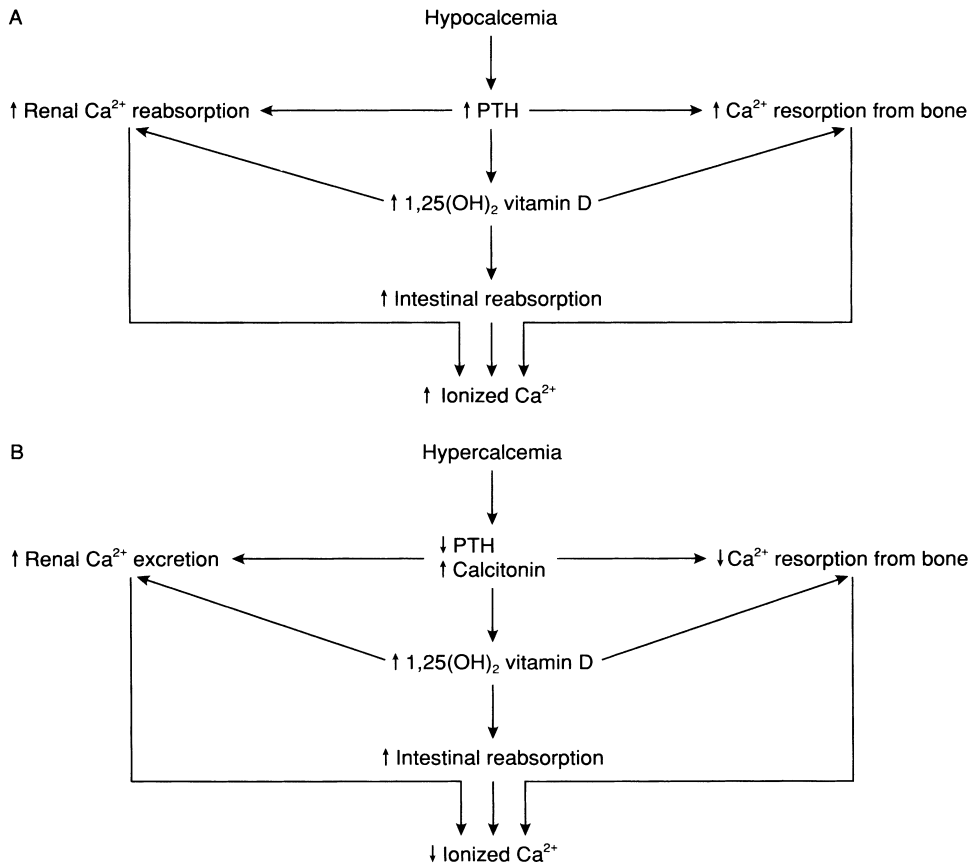 A
Hypocalcemia
↑ Renal Ca²⁺ reabsorption
↑ PTH
↑ Ca²⁺ resorption from bone
↑ 1,25(OH)₂ vitamin D
↑ Intestinal reabsorption
↑ Ionized Ca²⁺
B
Hypercalcemia
↑ Renal Ca²⁺ excretion
↓ PTH
↑ Calcitonin
↓ Ca²⁺ resorption from bone
↑ 1,25(OH)₂ vitamin D
↑ Intestinal reabsorption
↓ Ionized Ca²⁺